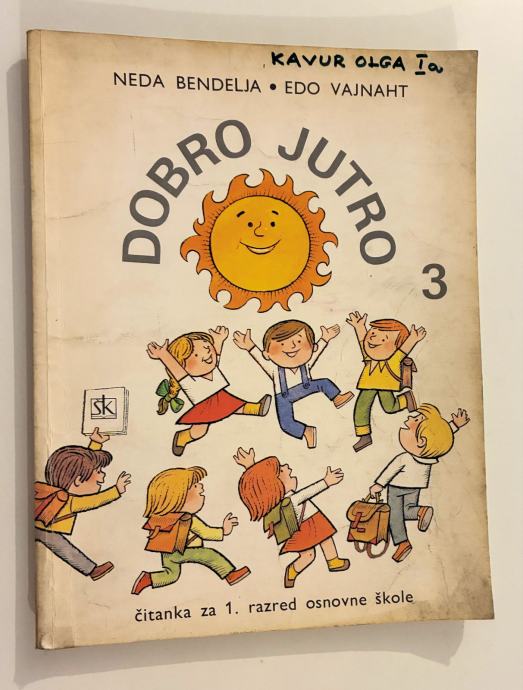 KAVUR OLGA Ia
NEDA BENDELJA • EDO VAJNAHT
DOBRO JUTRO
3
ŠK
čitanka za 1. razred osnovne škole